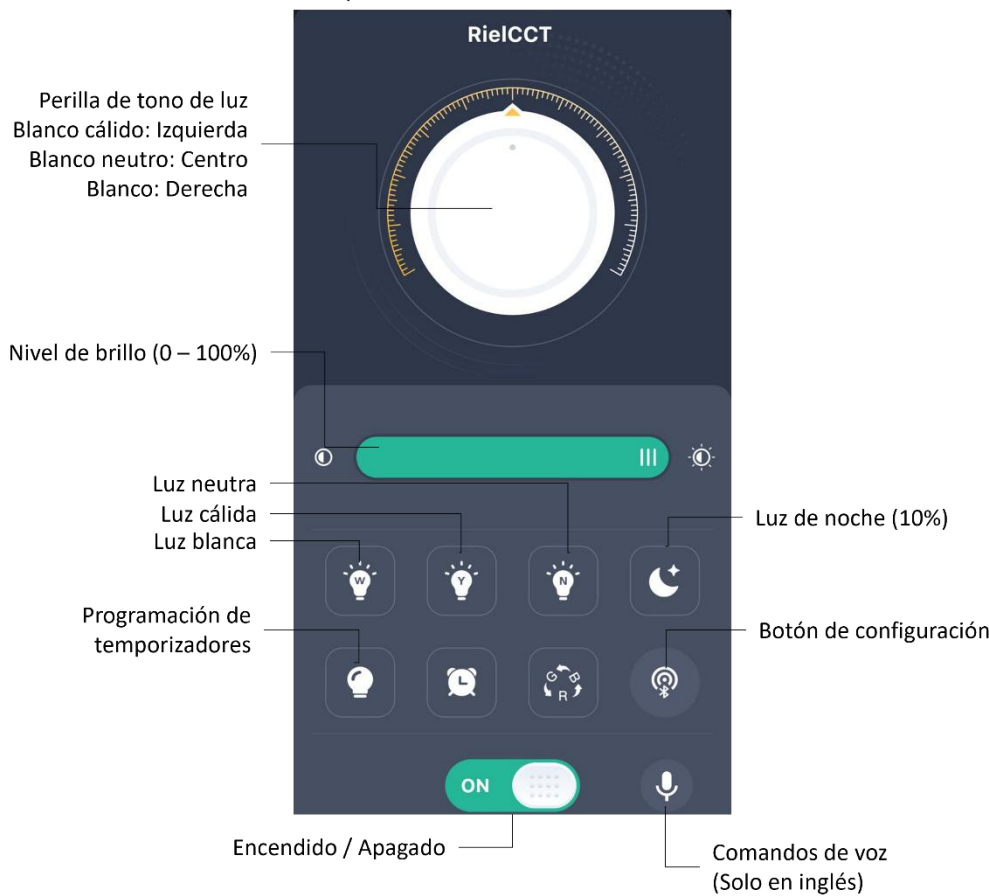 RielCCT
Perilla de tono de luz
Blanco cálido: Izquierda
Blanco neutro: Centro
Blanco: Derecha
Nivel de brillo (0 – 100%)
Luz neutra
Luz cálida
Luz blanca
Luz de noche (10%)
W
Y
N
Programación de
temporizadores
Botón de configuración
G B
R
ON
Encendido / Apagado
Comandos de voz
(Solo en inglés)